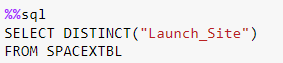 %%sql
SELECT DISTINCT("Launch_Site")
FROM SPACEXTBL